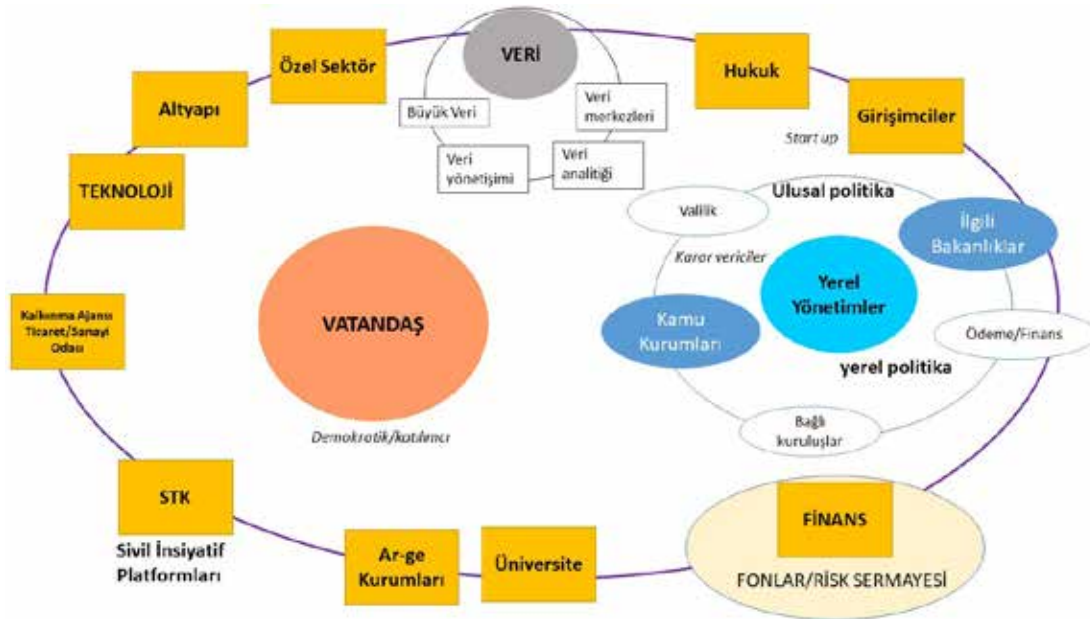 VERİ
Özel Sektör
Hukuk
Altyapı
Büyük Veri
Veri
merkezleri
Girişimciler
Start up
TEKNOLOJİ
Veri
yönetişimi
Veri
analitiği
Ulusal politika
Valilik
İlgili
Bakanlıklar
Karar vericiler
Yerel
Yönetimler
VATANDAŞ
Kalkınma Ajansı
Ticaret/Sanayi
Odası
Kamu
Kurumları
Ödeme/Finans
yerel politika
Bağlı
kuruluşlar
Demokratik/katılımcı
STK
Sivil İnsiyatif
Platformları
Ar-ge
Kurumları
Üniversite
FİNANS
FONLAR/RİSK SERMAYESİ